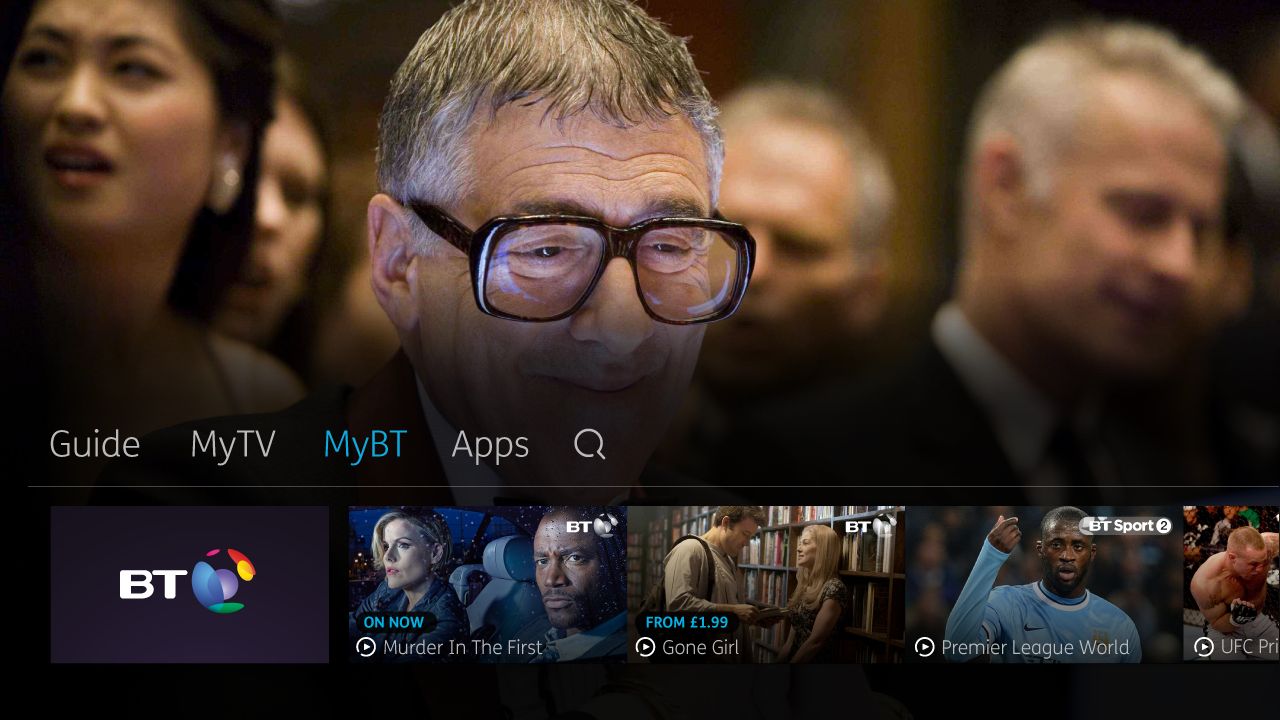 Guide MyTV MyBT Apps
BT
BT
BT
BT Sport 2
ON NOW
FROM £1.99
Murder In The First
Gone Girl
Premier League World
UFC Pri